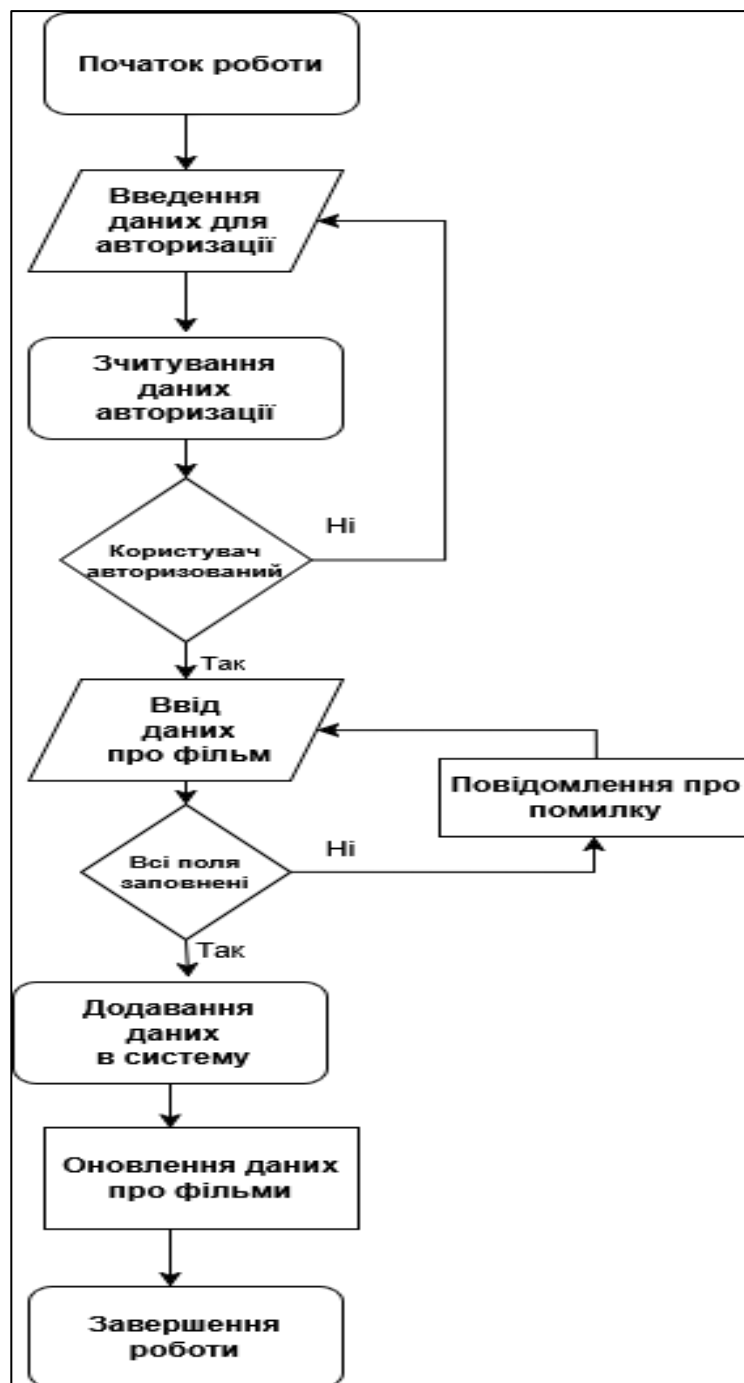 Початок роботи
Введення
даних для
авторизації
Зчитування
даних
авторизації
Користувач
авторизований
Ні
Так
Ввід
даних
про фільм
Повідомлення про
помилку
Всі поля
заповнені
Ні
Так
Додавання
даних
в систему
Оновлення даних
про фільми
Завершення
роботи